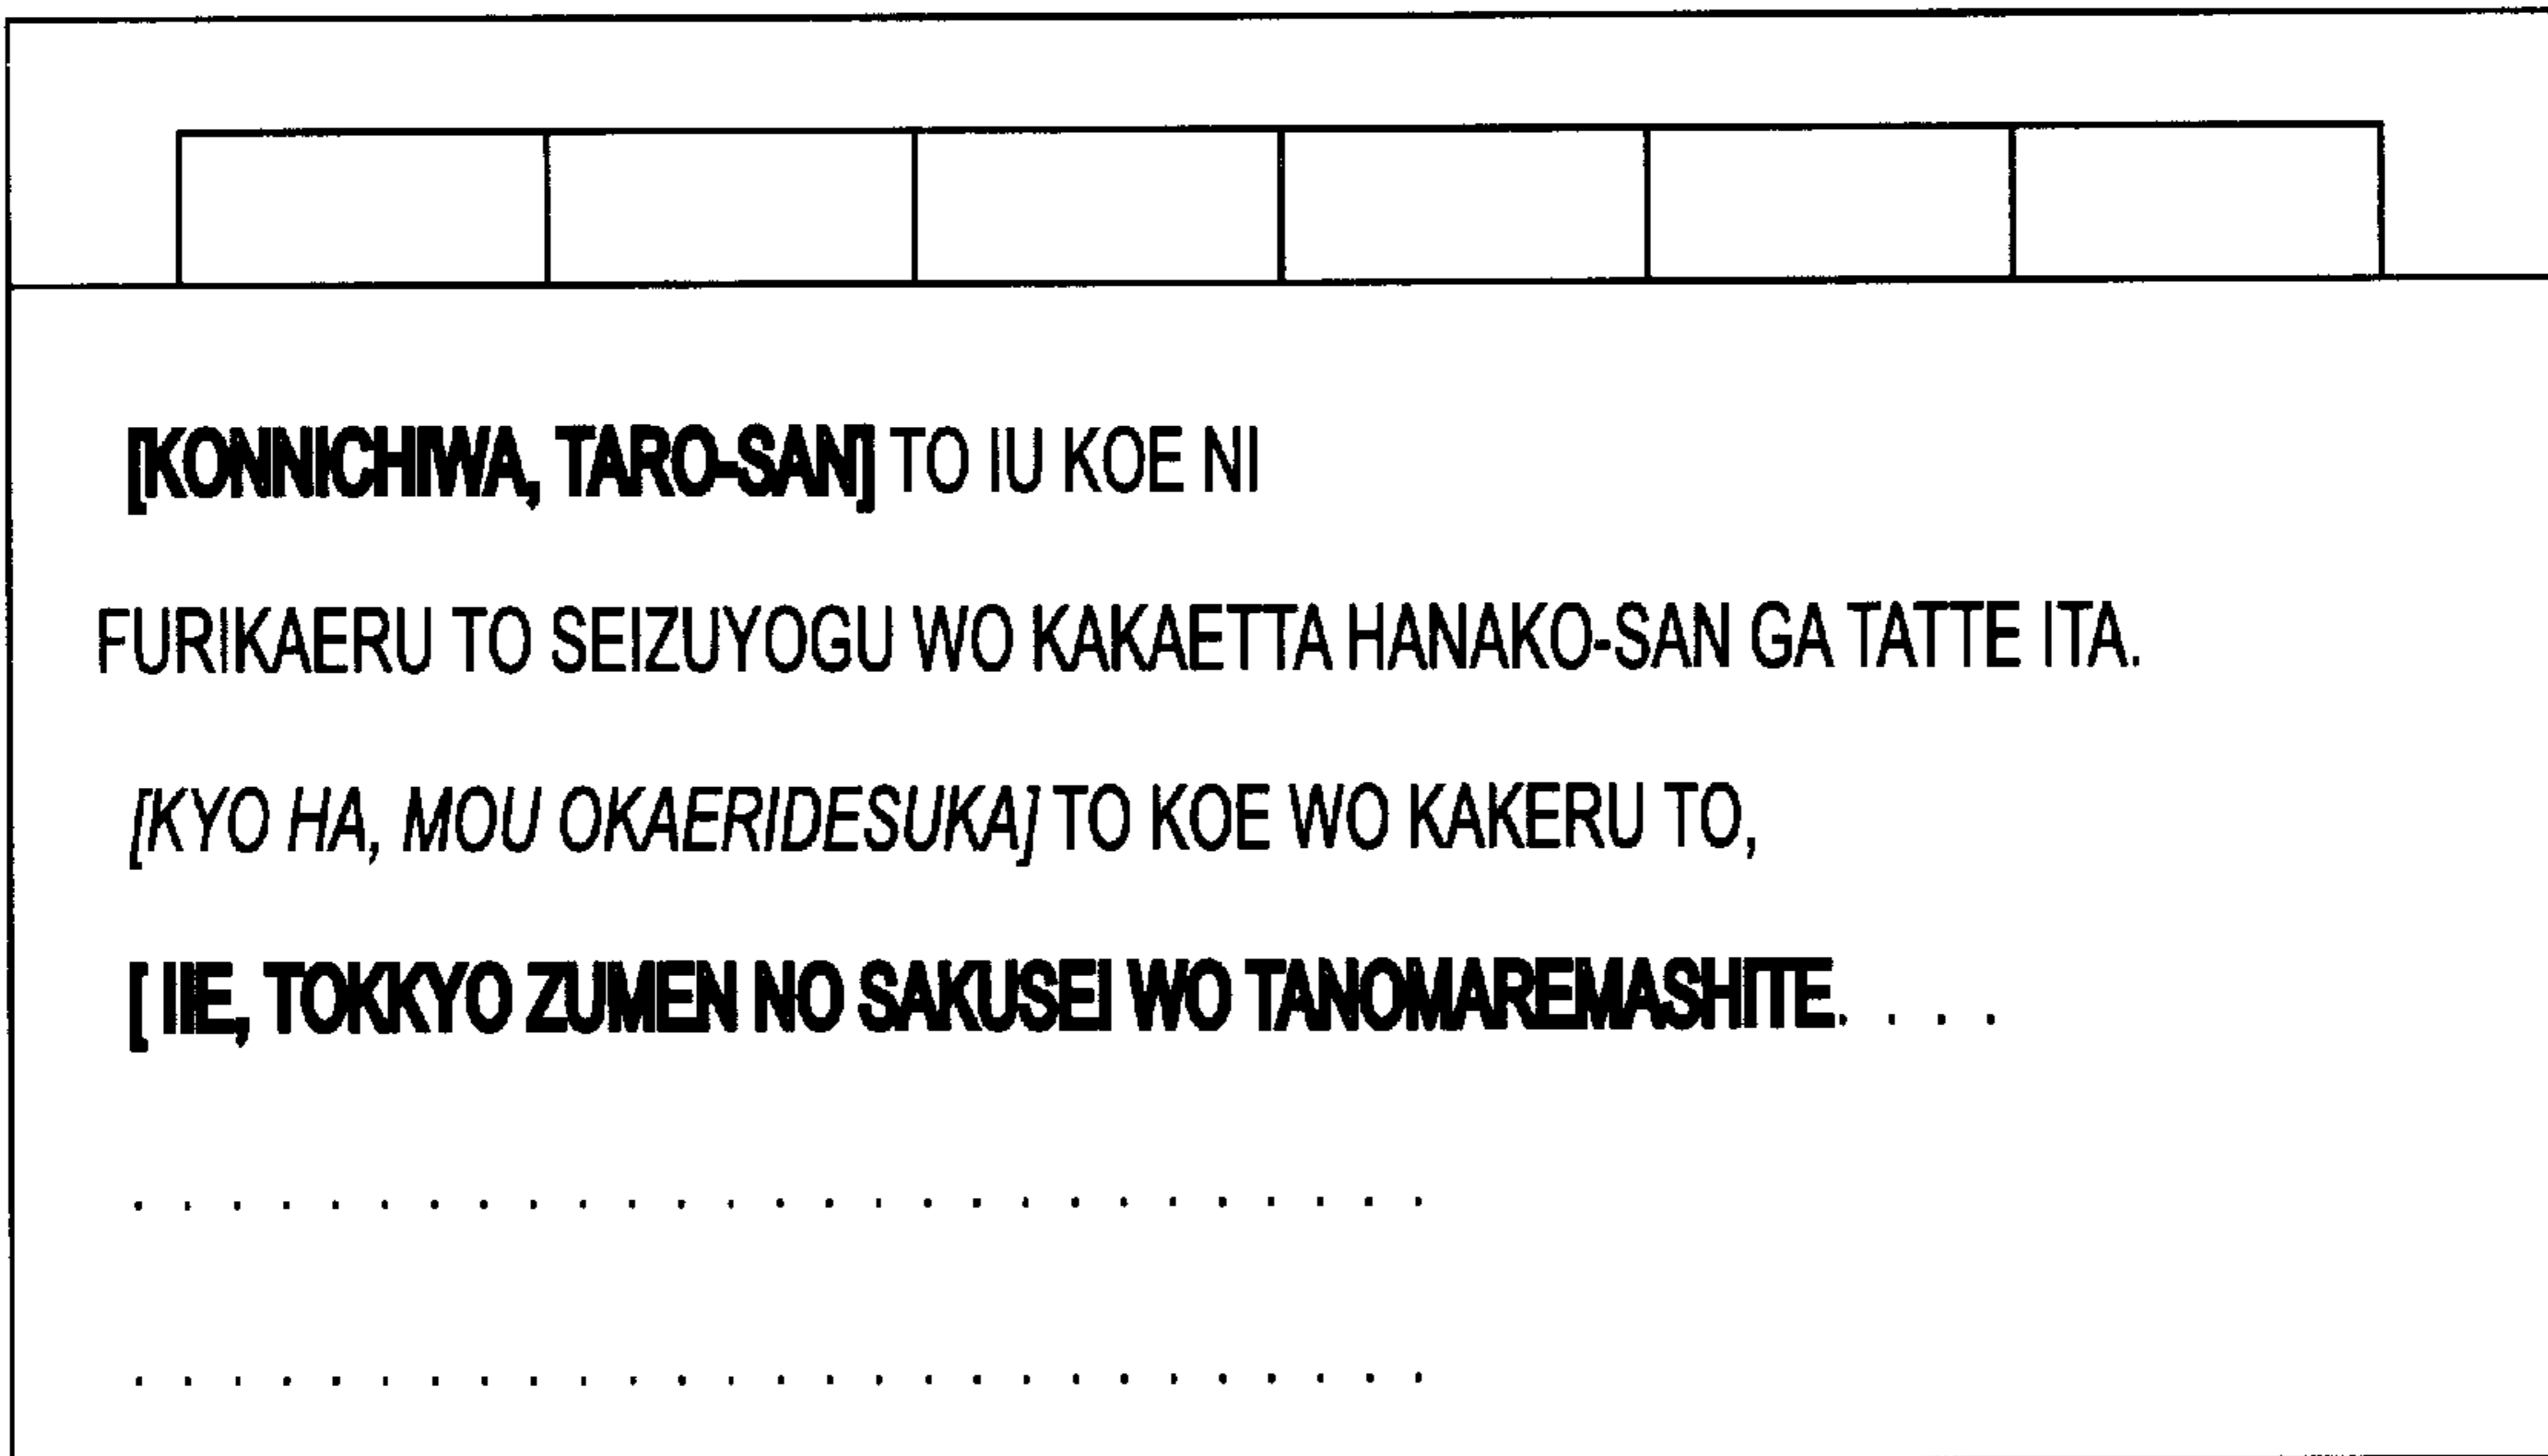 [KONNICHIWA, TARO-SAN] TO IU KOE NI
FURIKAERU TO SEIZUYOGU WO KAKAETTA HANAKO-SAN GA TATTE ITA.
[KYO HA, MOU OKAERIDESUKA] TO KOE WO KAKERU TO,
[ IIE, TOKKYO ZUMEN NO SAKUSEI WO TANOMAREMASHITE. . . .
. . . . . . . . . . . . . . . . . . . . . . . . . . .
. . . . . . . . . . . . . . . . . . . . . . . . . . .